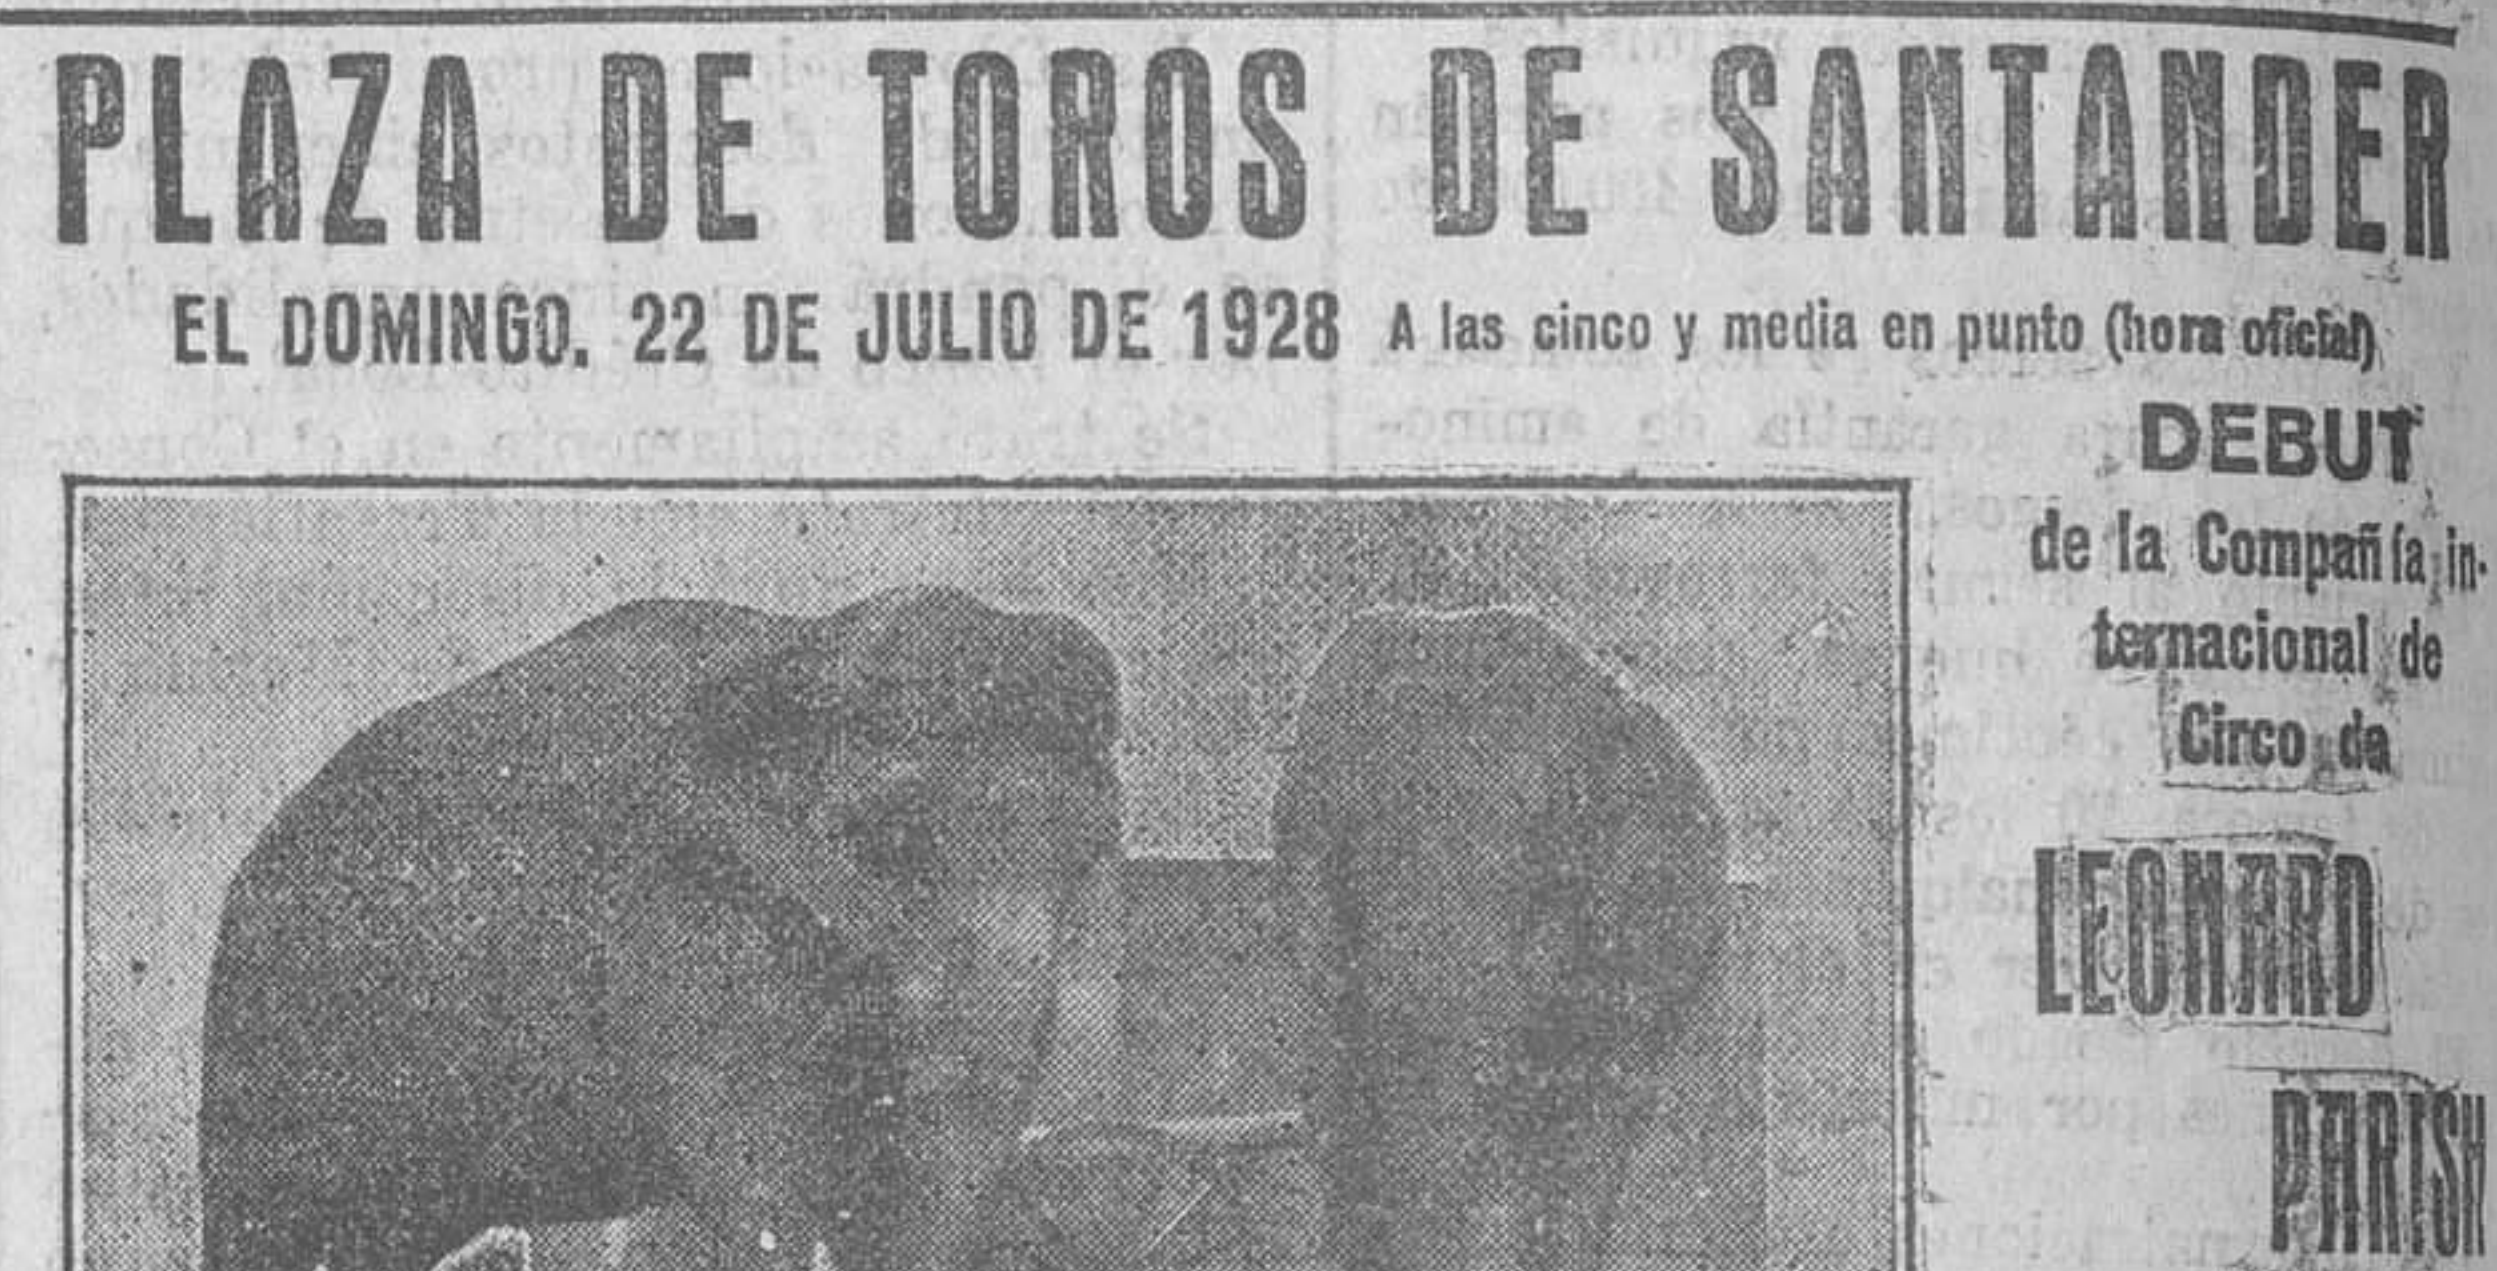 PLAZA DE TOROS DE SANTANDER
EL DOMINGO, 22 DE JULIO DE 1928 A las cinco y media en punto (hora oficial)
DEBUT
de la Compañía in-
ternacional de
Circo da
LEONARD
PARISH